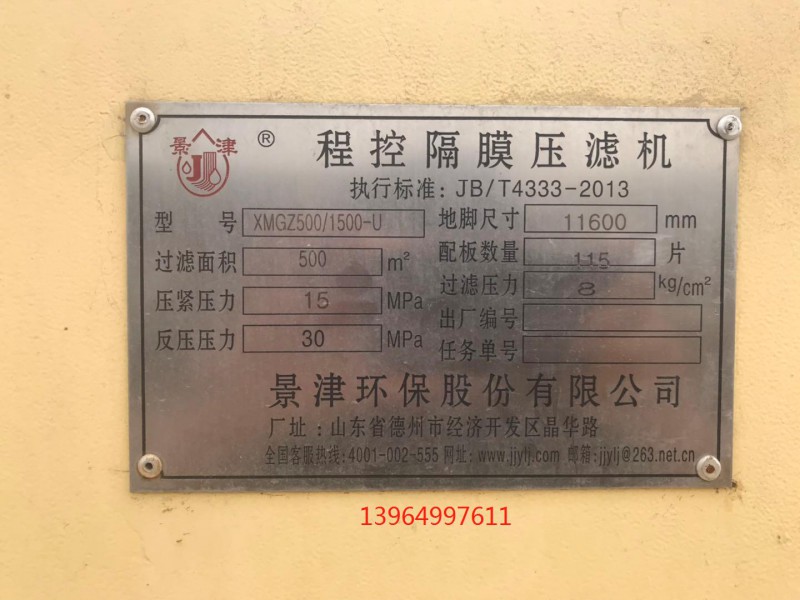 景津 ® 程控隔膜压滤机
执行标准: JB/T4333-2013
型号 XMGZ500/1500-U 地脚尺寸 11600 mm
过滤面积 500 m² 配板数量 115 片
压紧压力 15 MPa 过滤压力 8 kg/cm²
反压压力 30 MPa 出厂编号
任务单号
景津环保股份有限公司
厂址: 山东省德州市经济开发区晶华路
全国客服热线:4001-002-555 网址: www.jjylj.com 邮箱:jjylj@263.net.cn
13964997611